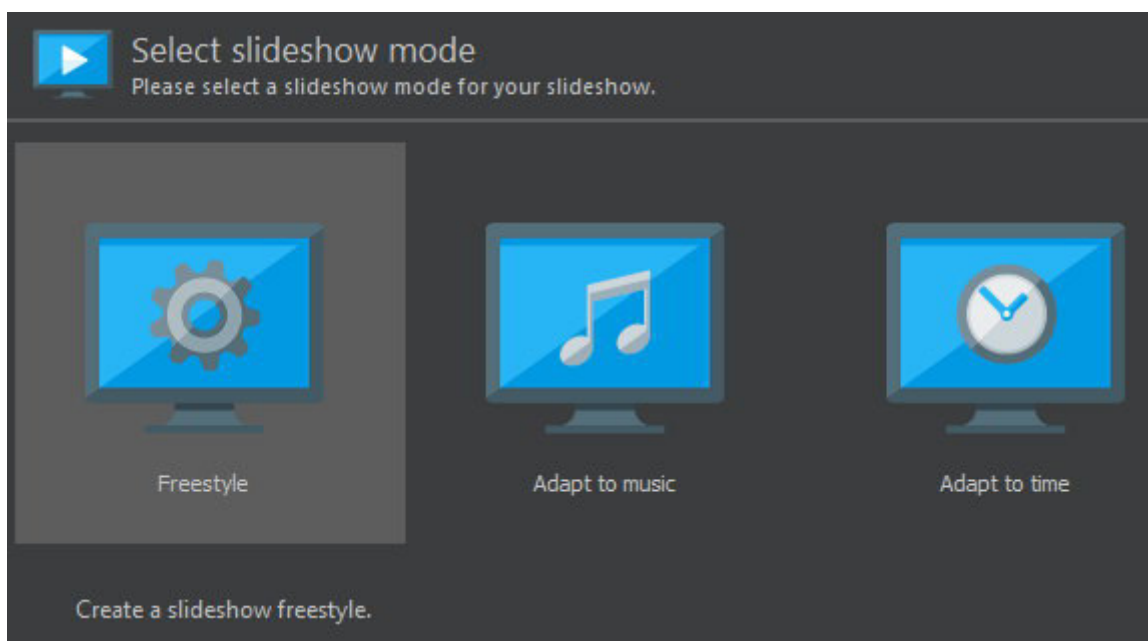 Select slideshow mode
Please select a slideshow mode for your slideshow.
Freestyle
Adapt to music
Adapt to time
Create a slideshow freestyle.